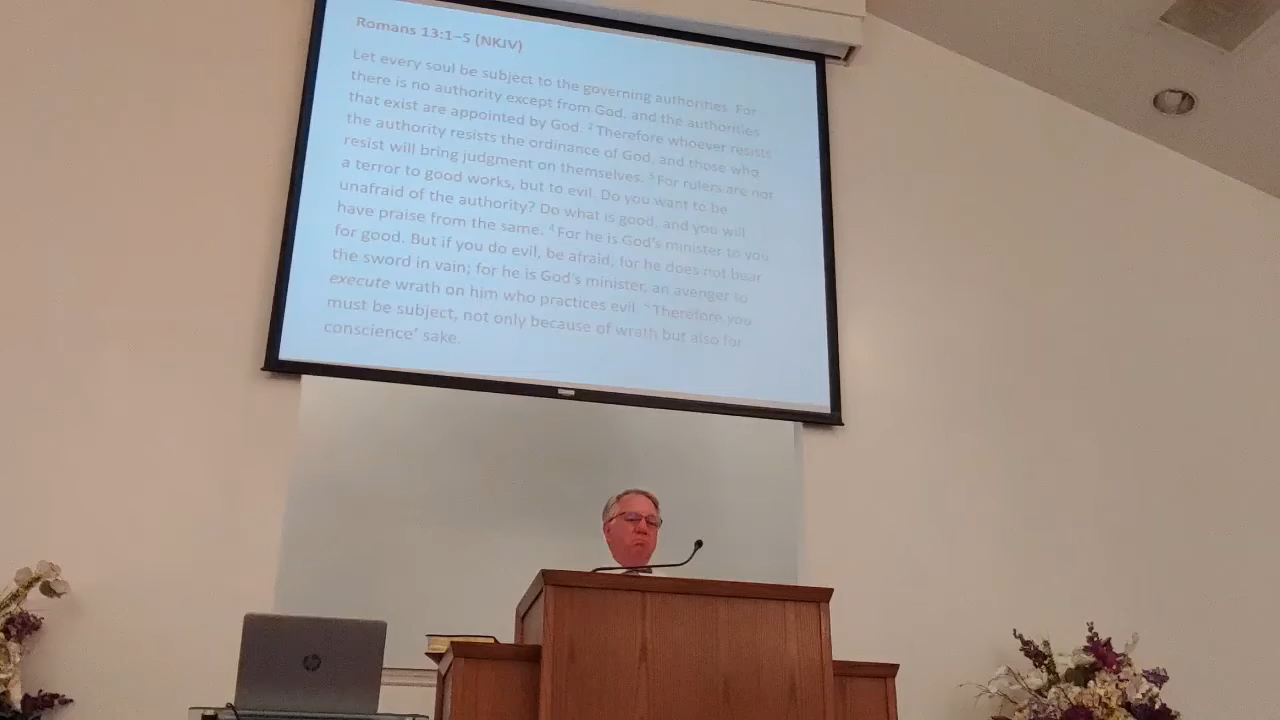 Romans 13:1–5 (NKJV)
Let every soul be subject to the governing authorities. For
there is no authority except from God, and the authorities
that exist are appointed by God. ² Therefore whoever resists
the authority resists the ordinance of God, and those who
resist will bring judgment on themselves. ³ For rulers are not
a terror to good works, but to evil. Do you want to be
unafraid of the authority? Do what is good, and you will
have praise from the same. ⁴ For he is God's minister to you
for good. But if you do evil, be afraid; for he does not bear
the sword in vain; for he is God's minister, an avenger to
execute wrath on him who practices evil. ⁵ Therefore you
must be subject, not only because of wrath but also for
conscience' sake.
hp